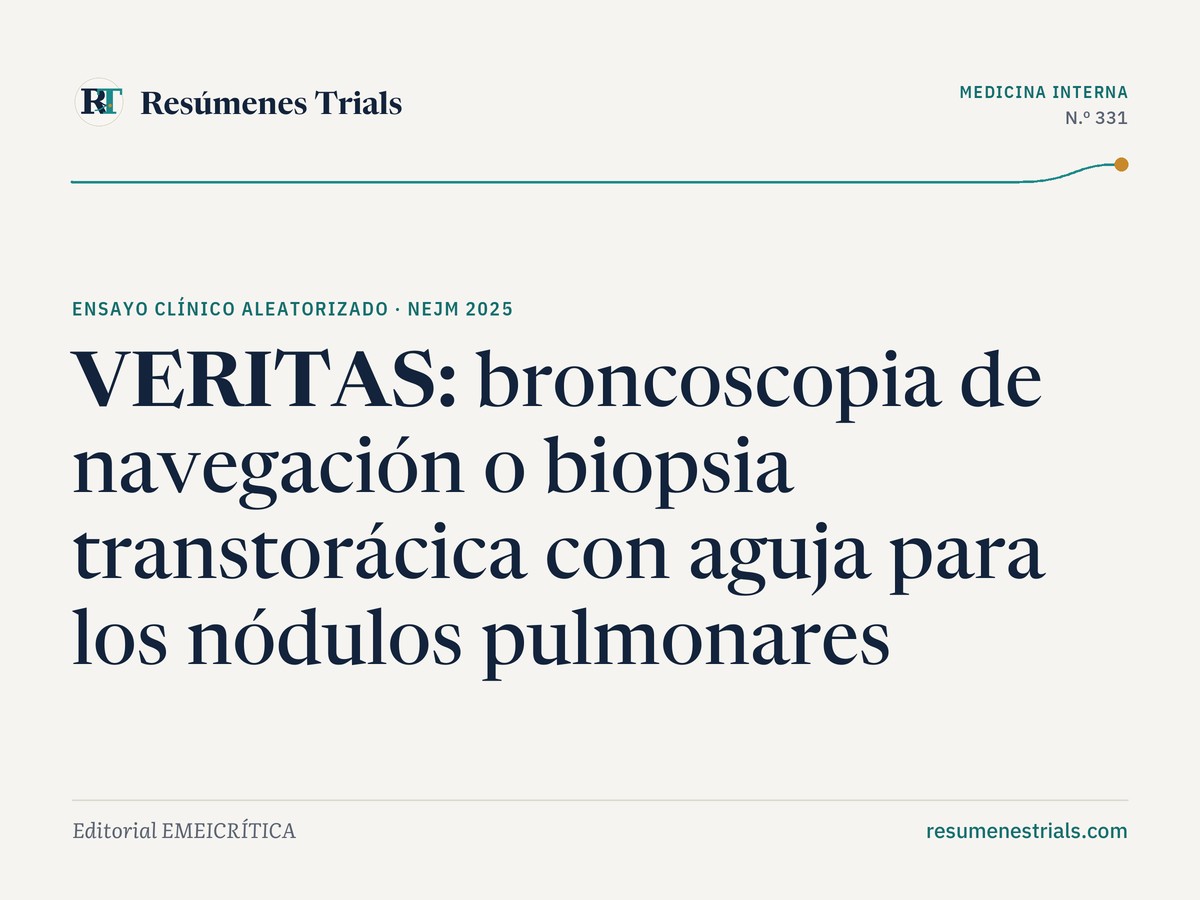 RT Resúmenes Trials
MEDICINA INTERNA
N.º 331
ENSAYO CLÍNICO ALEATORIZADO · NEJM 2025
VERITAS: broncoscopia de
navegación o biopsia
transtorácica con aguja para
los nódulos pulmonares
Editorial EMEICRÍTICA
resumenestrials.com